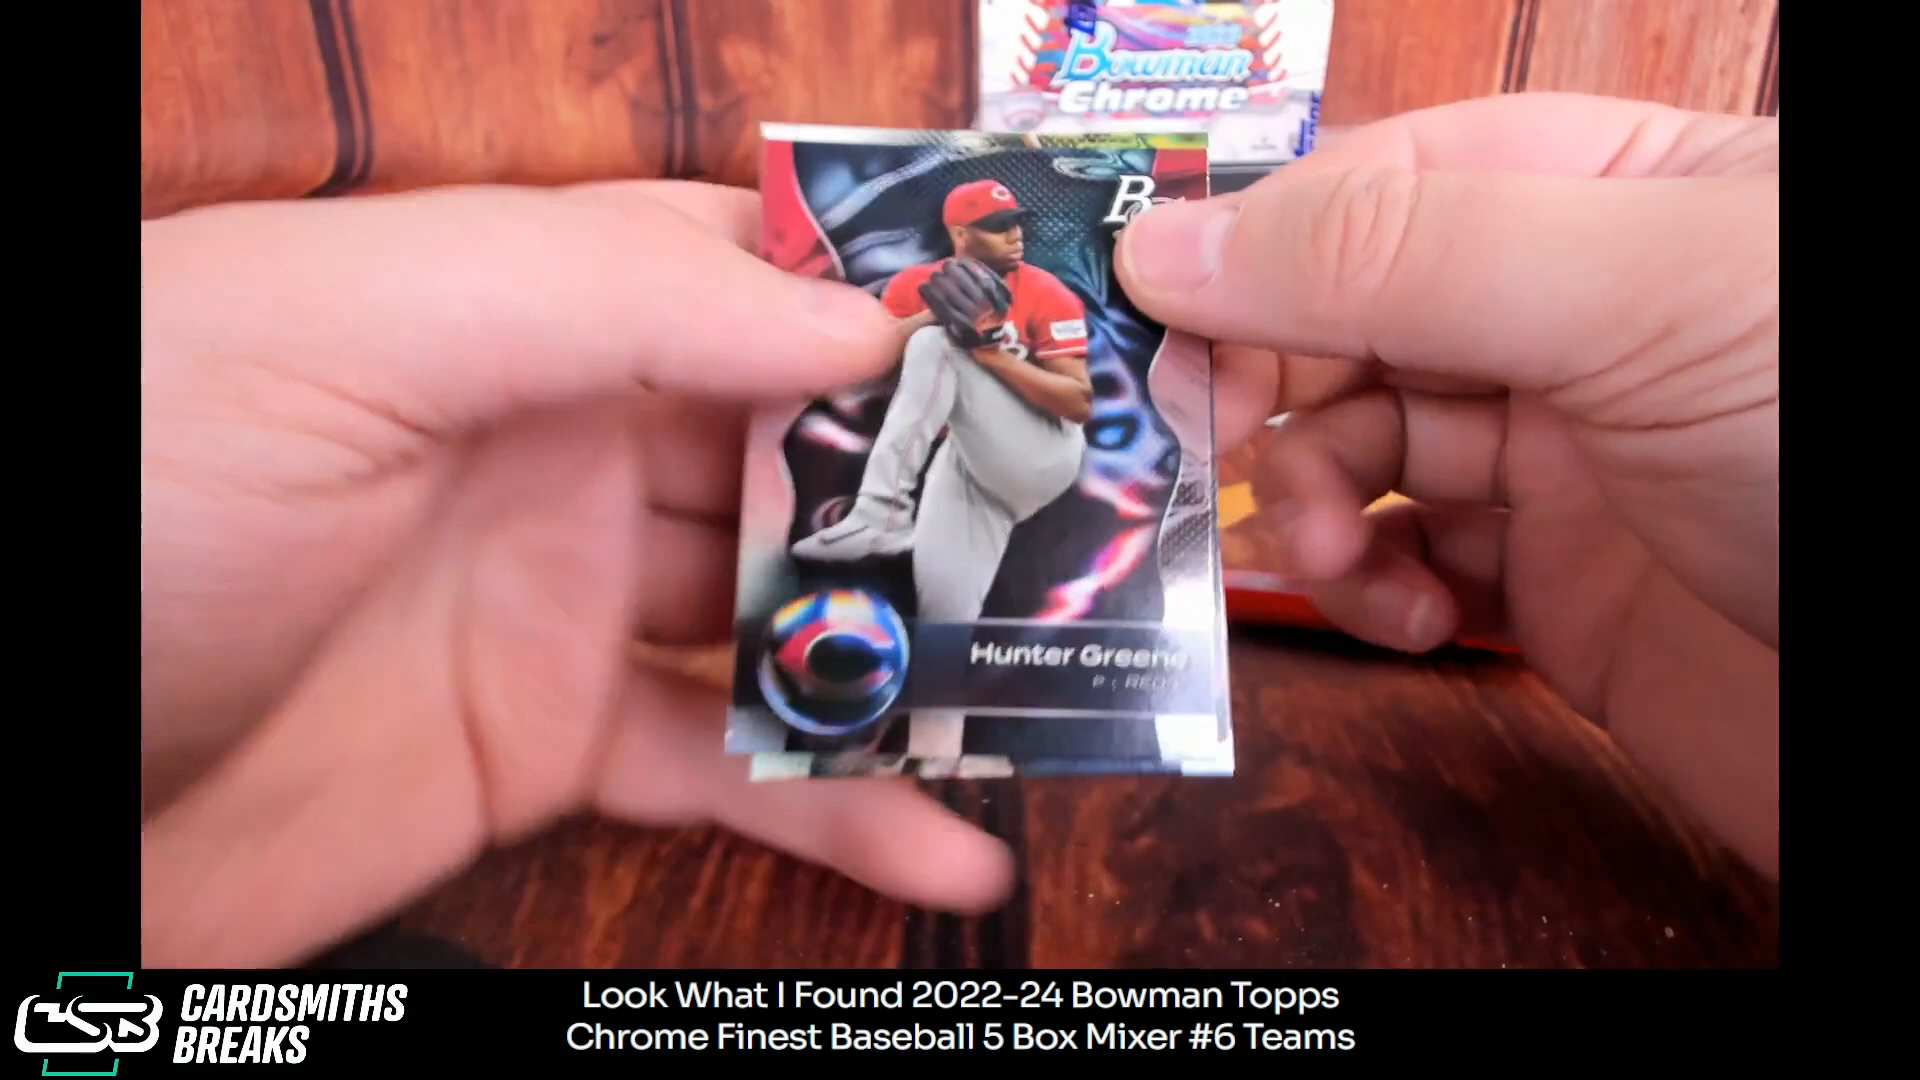 Bowman
Chrome
B
Hunter Greene
P
CSB
CARDSMITHS
BREAKS
Look What I Found 2022-24 Bowman Topps
Chrome Finest Baseball 5 Box Mixer #6 Teams